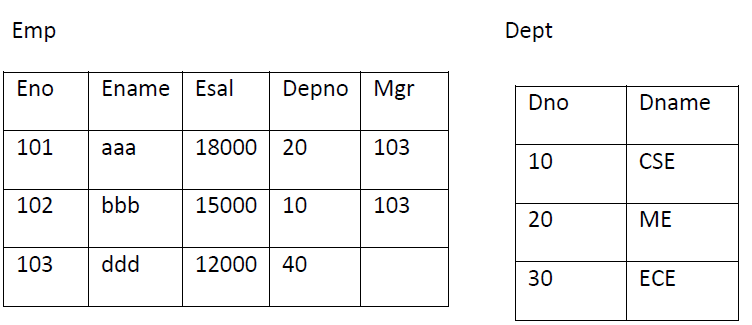 Emp
Eno Ename Esal Depno Mgr
101 aaa 18000 20 103
102 bbb 15000 10 103
103 ddd 12000 40
Dept
Dno Dname
10 CSE
20 ME
30 ECE